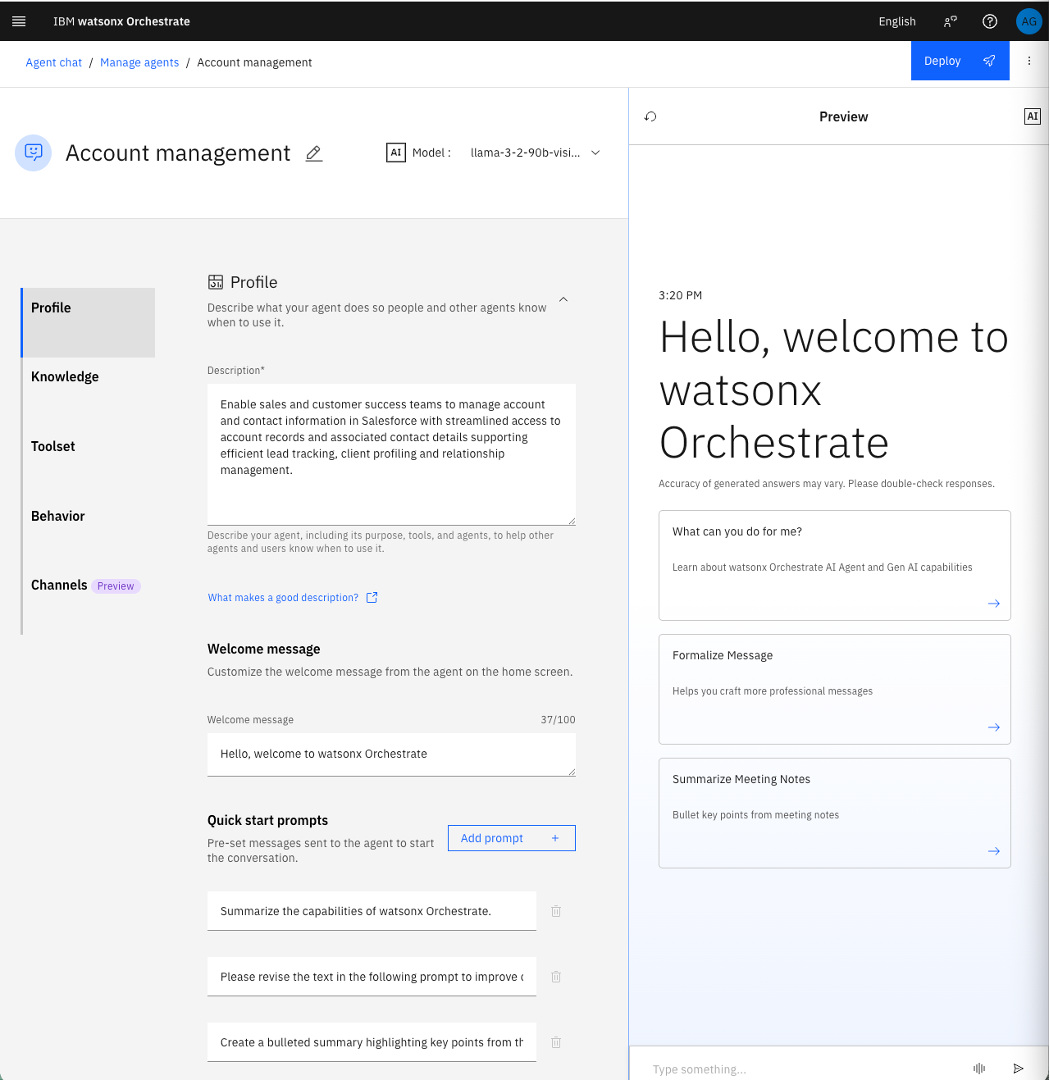 IBM watsonx Orchestrate
English
AG
Agent chat / Manage agents / Account management
Deploy
Account management
AI Model : llama-3-2-90b-visi...
Preview
AI
Profile
Knowledge
Toolset
Behavior
Channels Preview
Profile
Describe what your agent does so people and other agents know
when to use it.
Description*
Enable sales and customer success teams to manage account
and contact information in Salesforce with streamlined access to
account records and associated contact details supporting
efficient lead tracking, client profiling and relationship
management.
Describe your agent, including its purpose, tools, and agents, to help other
agents and users know when to use it.
What makes a good description?
Welcome message
Customize the welcome message from the agent on the home screen.
Welcome message 37/100
Hello, welcome to watsonx Orchestrate
Quick start prompts
Pre-set messages sent to the agent to start
the conversation.
Add prompt +
Summarize the capabilities of watsonx Orchestrate.
Please revise the text in the following prompt to improve
Create a bulleted summary highlighting key points from
3:20 PM
Hello, welcome to
watsonx
Orchestrate
Accuracy of generated answers may vary. Please double-check responses.
What can you do for me?
Learn about watsonx Orchestrate AI Agent and Gen AI capabilities
Formalize Message
Helps you craft more professional messages
Summarize Meeting Notes
Bullet key points from meeting notes
Type something...